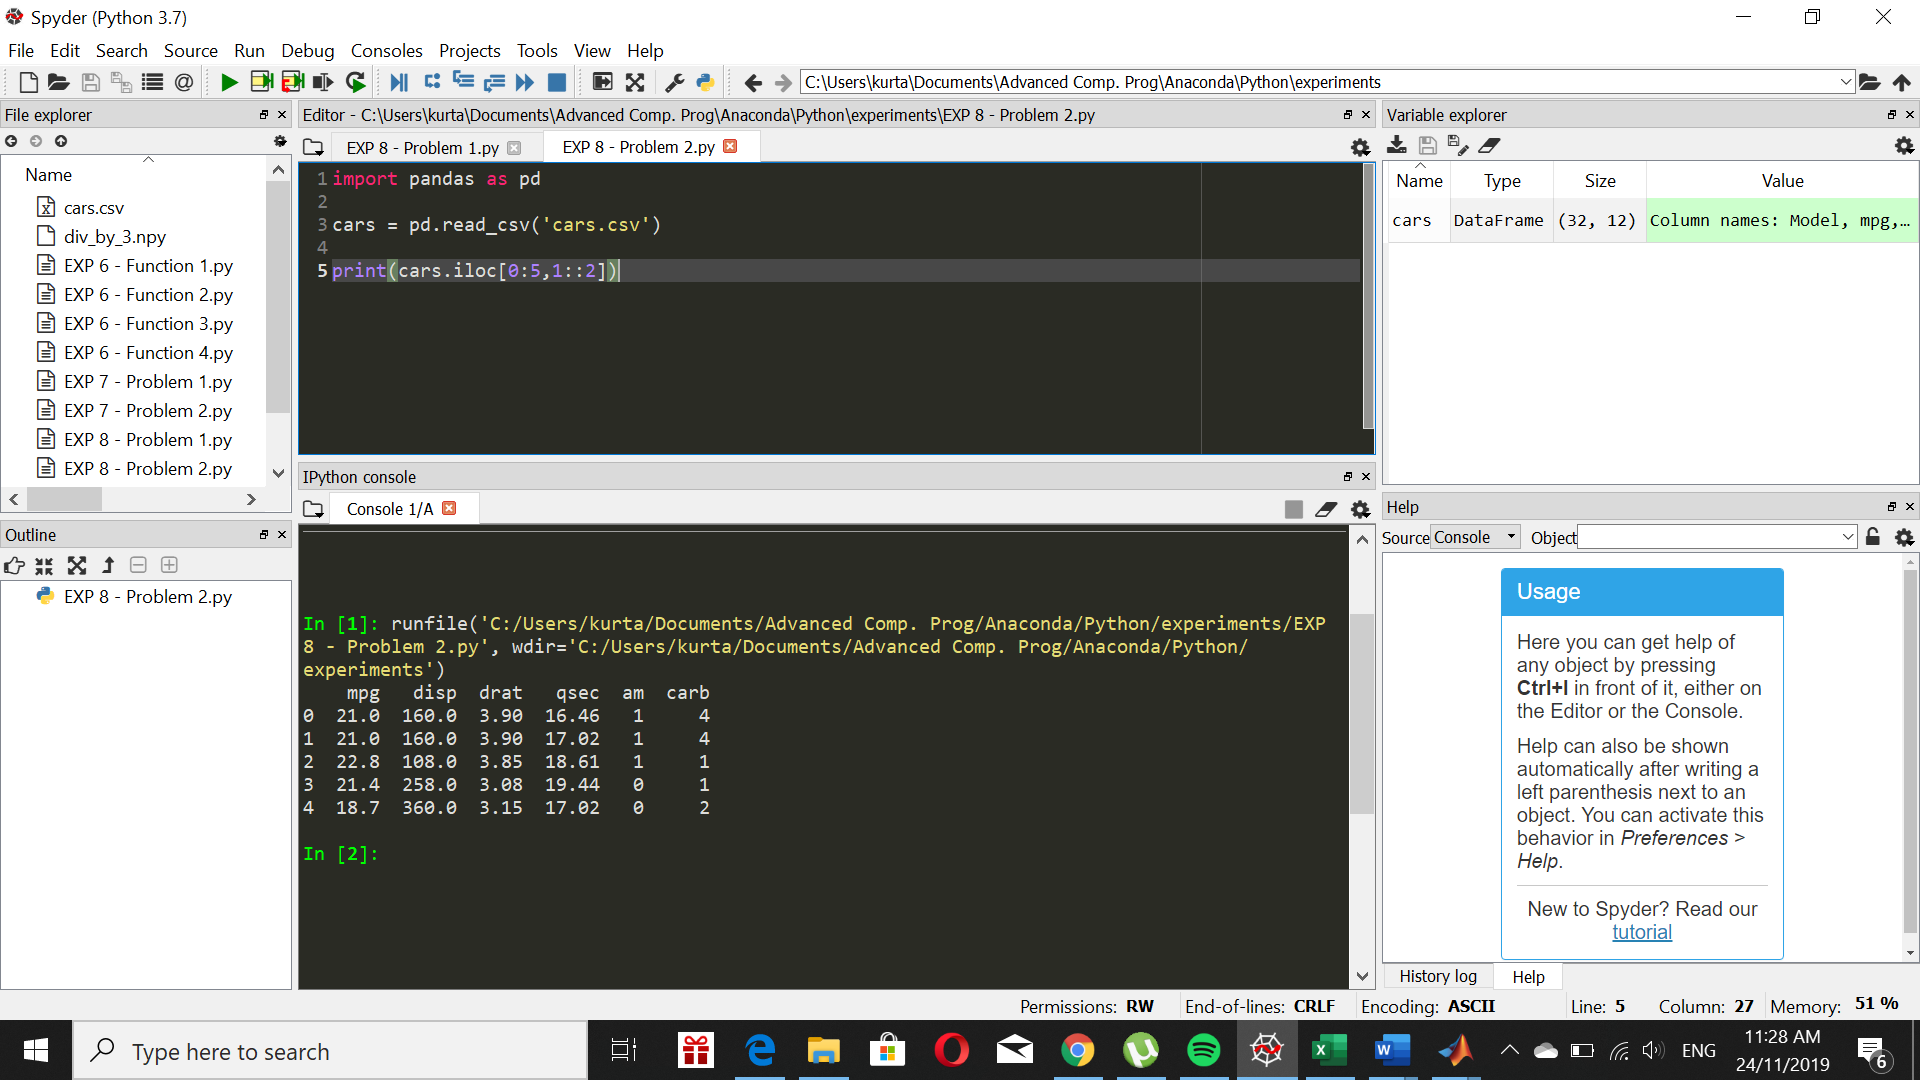 Spyder (Python 3.7)
File Edit Search Source Run Debug Consoles Projects Tools View Help
C:\Users\kurta\Documents\Advanced Comp. Prog\Anaconda\Python\experiments
File explorer
Name
cars.csv
div_by_3.npy
EXP 6 - Function 1.py
EXP 6 - Function 2.py
EXP 6 - Function 3.py
EXP 6 - Function 4.py
EXP 7 - Problem 1.py
EXP 7 - Problem 2.py
EXP 8 - Problem 1.py
EXP 8 - Problem 2.py
Outline
EXP 8 - Problem 2.py
Editor - C:\Users\kurta\Documents\Advanced Comp. Prog\Anaconda\Python\experiments\EXP 8 - Problem 2.py
EXP 8 - Problem 1.py EXP 8 - Problem 2.py
1 import pandas as pd
2
3 cars = pd.read_csv('cars.csv')
4
5 print(cars.iloc[0:5,1::2])
IPython console
Console 1/A
In [1]: runfile('C:/Users/kurta/Documents/Advanced Comp. Prog/Anaconda/Python/experiments/EXP
8 - Problem 2.py', wdir='C:/Users/kurta/Documents/Advanced Comp. Prog/Anaconda/Python/
experiments')
mpg disp drat qsec am carb
0 21.0 160.0 3.90 16.46 1 4
1 21.0 160.0 3.90 17.02 1 4
2 22.8 108.0 3.85 18.61 1 1
3 21.4 258.0 3.08 19.44 0 1
4 18.7 360.0 3.15 17.02 0 2
In [2]:
Variable explorer
Name Type Size Value
cars DataFrame (32, 12) Column names: Model, mpg,...
Help
Source Console Object
Usage
Here you can get help of
any object by pressing
Ctrl+I in front of it, either on
the Editor or the Console.
Help can also be shown
automatically after writing a
left parenthesis next to an
object. You can activate this
behavior in Preferences >
Help.
New to Spyder? Read our
tutorial
History log Help
Permissions: RW End-of-lines: CRLF Encoding: ASCII Line: 5 Column: 27 Memory: 51 %
Type here to search
ENG
11:28 AM
24/11/2019
6